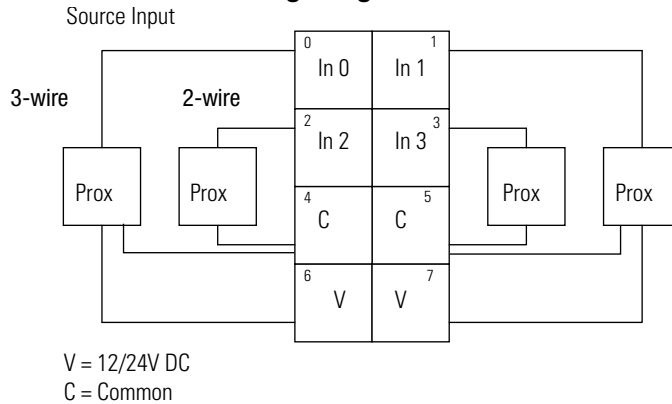 Source Input
0 1
In 0 In 1
3-wire 2-wire
2 3
In 2 In 3
Prox Prox Prox Prox
4 5
C C
6 7
V V
V = 12/24V DC
C = Common